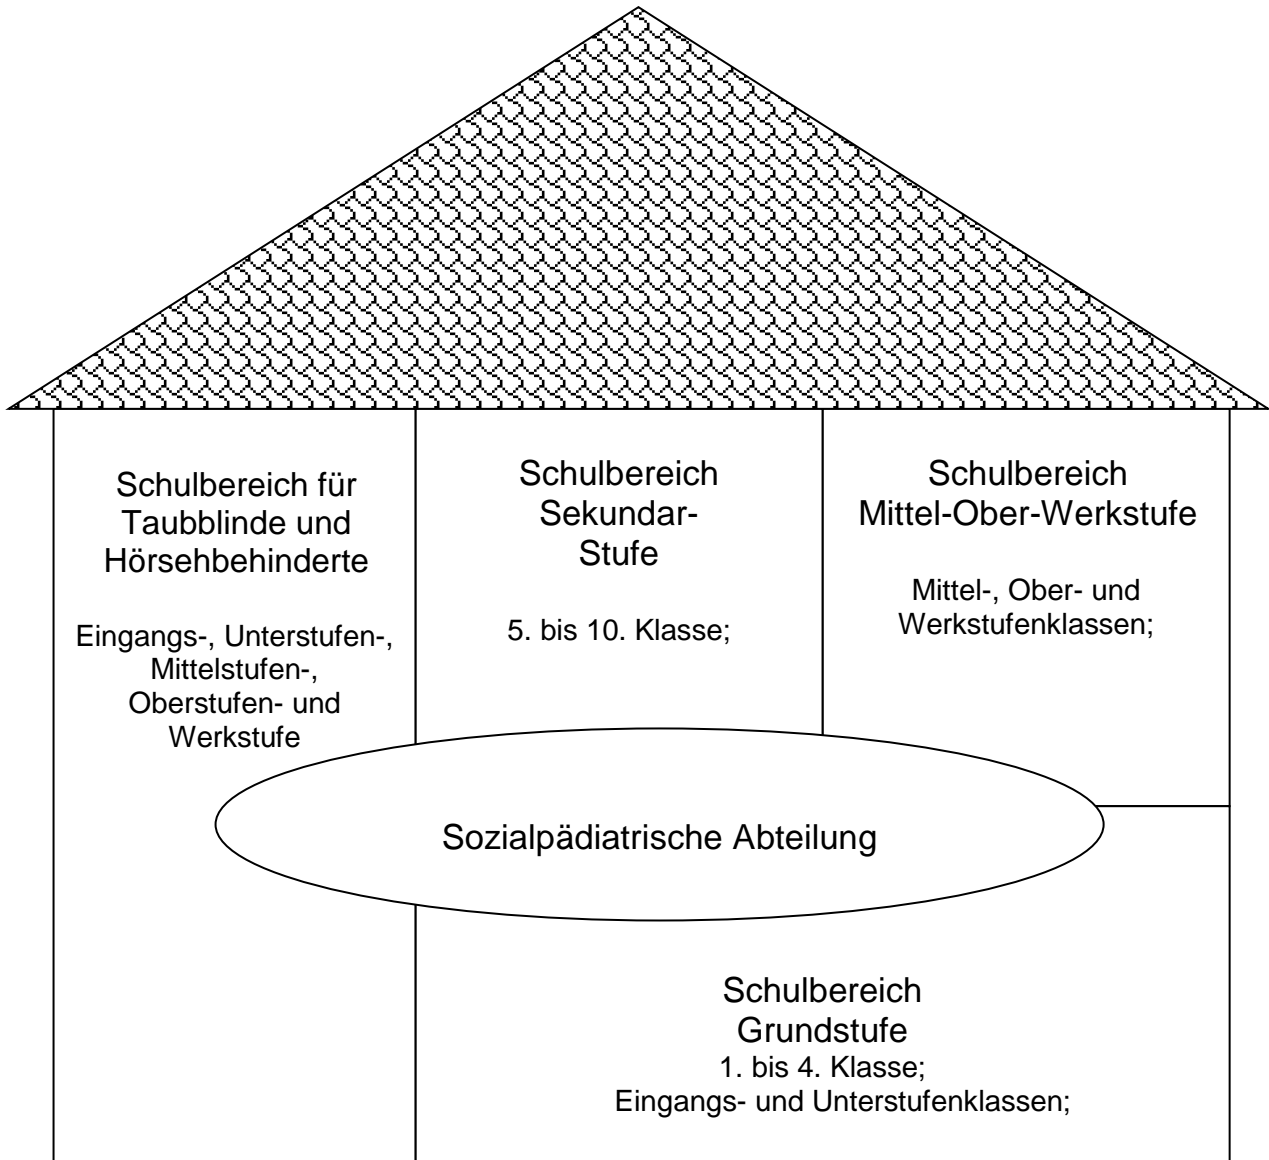 Schulbereich für
Taubblinde und
Hörsehbehinderte
Eingangs-, Unterstufen-,
Mittelstufen-,
Oberstufen- und
Werkstufe
Schulbereich
Sekundar-
Stufe
5. bis 10. Klasse;
Schulbereich
Mittel-Ober-Werkstufe
Mittel-, Ober- und
Werkstufenklassen;
Sozialpädiatrische Abteilung
Schulbereich
Grundstufe
1. bis 4. Klasse;
Eingangs- und Unterstufenklassen;